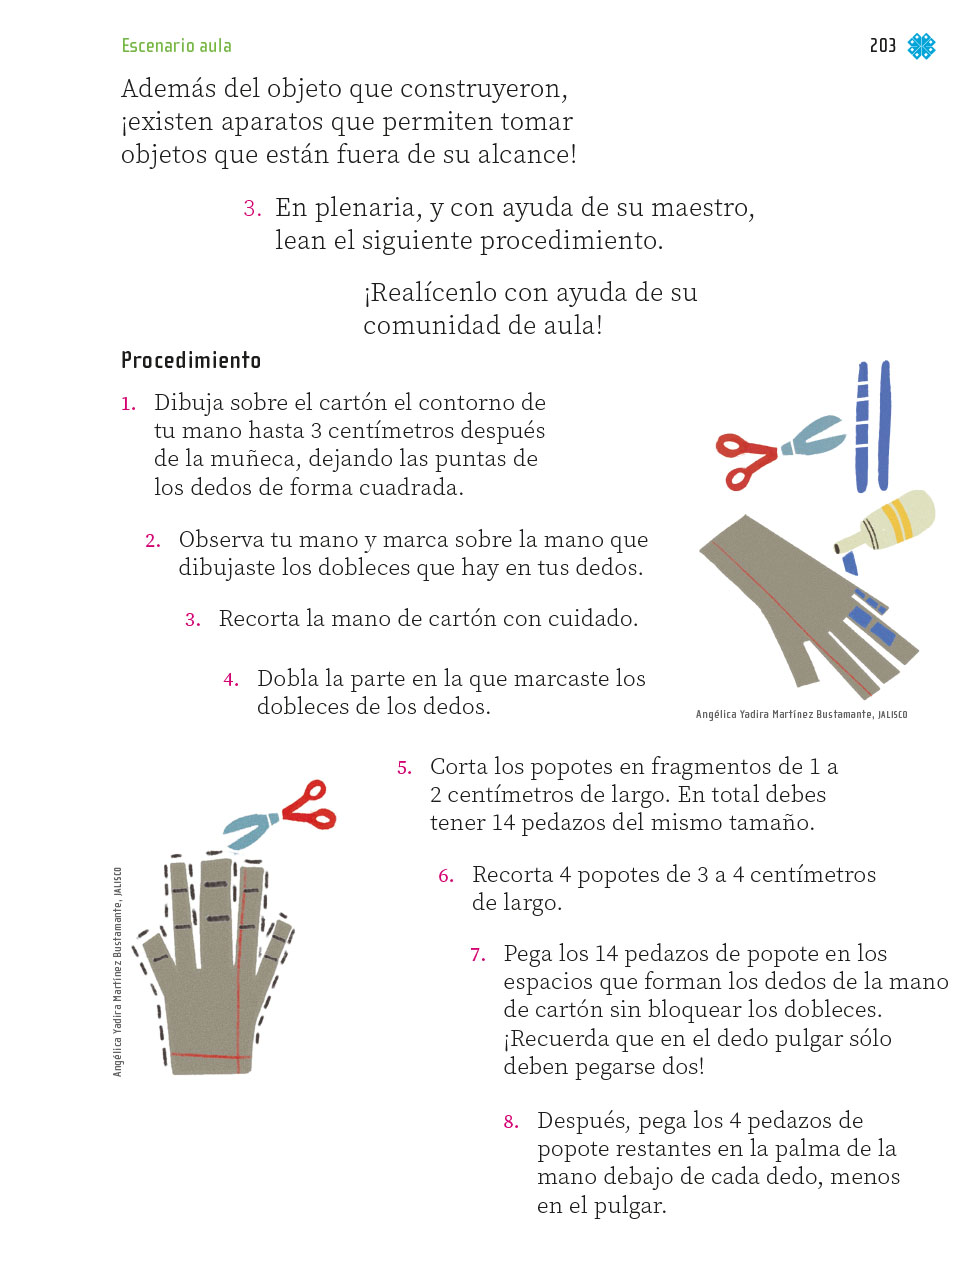 Escenario aula
203
Además del objeto que construyeron,
¡existen aparatos que permiten tomar
objetos que están fuera de su alcance!
3. En plenaria, y con ayuda de su maestro,
lean el siguiente procedimiento.
¡Realícenlo con ayuda de su
comunidad de aula!
Procedimiento
1. Dibuja sobre el cartón el contorno de
tu mano hasta 3 centímetros después
de la muñeca, dejando las puntas de
los dedos de forma cuadrada.
2. Observa tu mano y marca sobre la mano que
dibujaste los dobleces que hay en tus dedos.
3. Recorta la mano de cartón con cuidado.
4. Dobla la parte en la que marcaste los
dobleces de los dedos.
Angélica Yadira Martínez Bustamante, JALISCO
5. Corta los popotes en fragmentos de 1 a
2 centímetros de largo. En total debes
tener 14 pedazos del mismo tamaño.
6. Recorta 4 popotes de 3 a 4 centímetros
de largo.
7. Pega los 14 pedazos de popote en los
espacios que forman los dedos de la mano
de cartón sin bloquear los dobleces.
¡Recuerda que en el dedo pulgar sólo
deben pegarse dos!
8. Después, pega los 4 pedazos de
popote restantes en la palma de la
mano debajo de cada dedo, menos
en el pulgar.
Angélica Yadira Martínez Bustamante, JALISCO